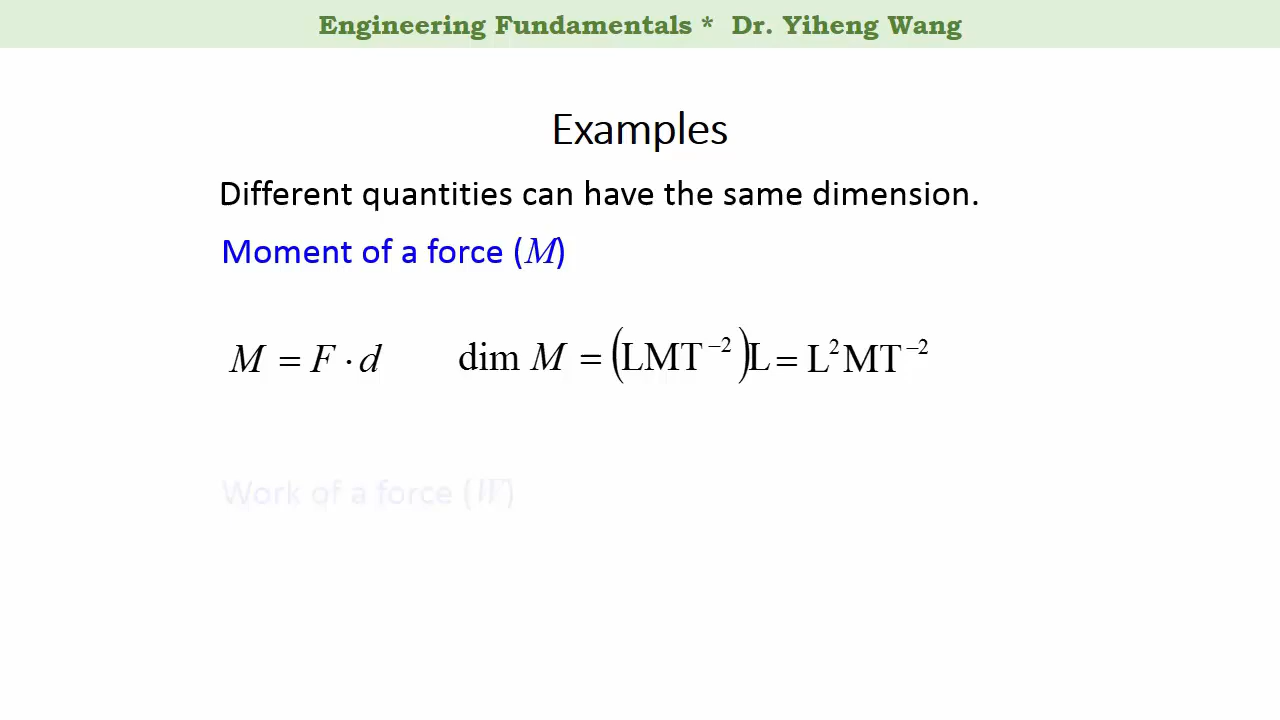 Engineering Fundamentals * Dr. Yiheng Wang
Examples
Different quantities can have the same dimension.
Moment of a force (M)
M = F · d dim M = (LMT⁻²)L = L²MT⁻²
Work of a force (W)